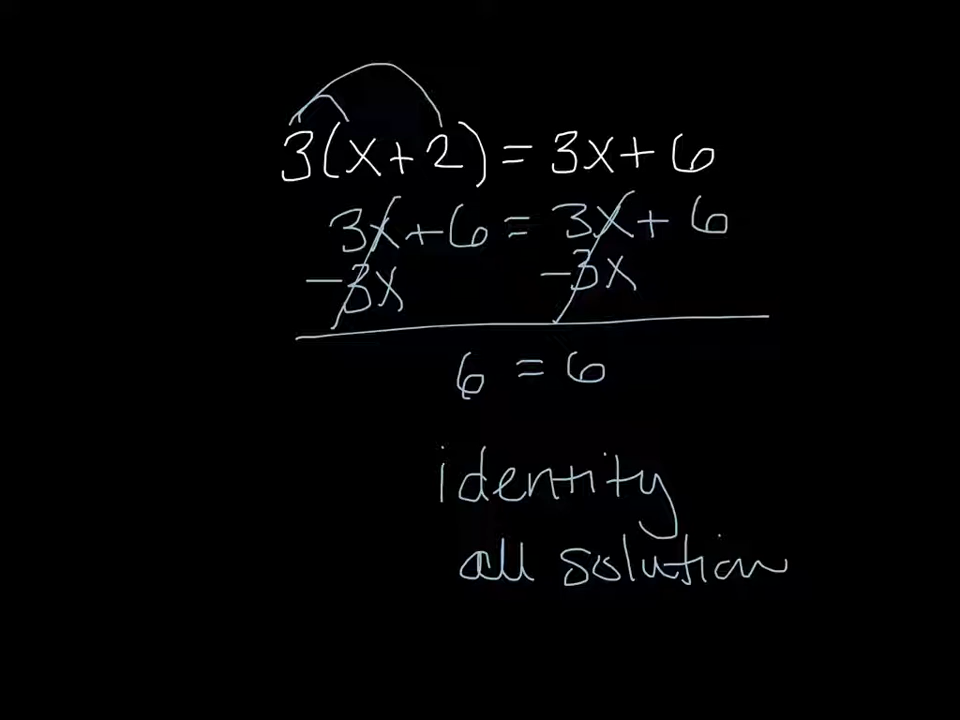 3(x+2) = 3x+6
3x+6 = 3x+6
-3x -3x
6 = 6
identity
all solution